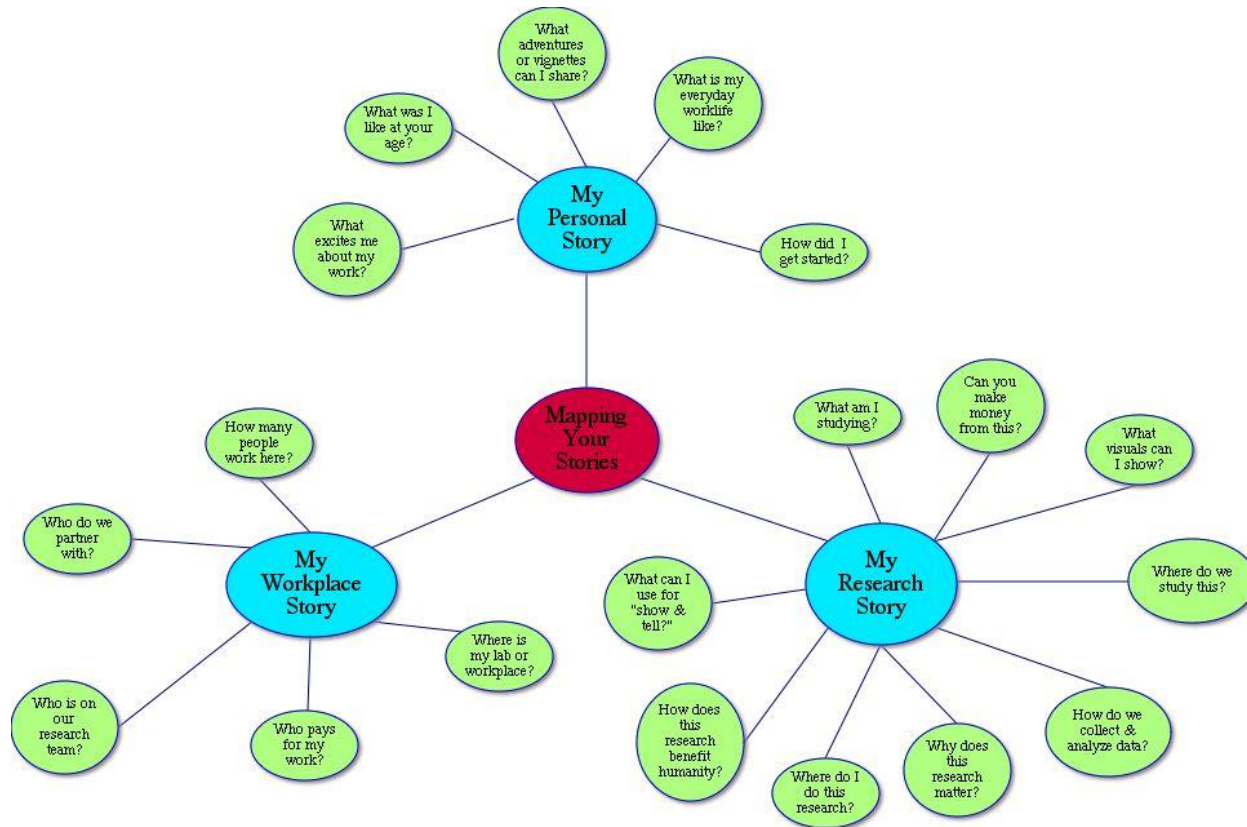 What
adventures
or vignettes
can I share?
What is my
everyday
worklife
like?
What was I
like at your
age?
My
Personal
Story
What
excites me
about my
work?
How did I
get started?
Mapping
Your
Stories
How many
people
work here?
Who do we
partner
with?
My
Workplace
Story
Where is
my lab or
workplace?
Who is on
our
research
team?
Who pays
for my
work?
What am I
studying?
Can you
make
money
from this?
What
visuals can
I show?
My
Research
Story
Where do we
study this?
What can I
use for
"show &
tell?"
How does
this
research
benefit
humanity?
Where do I
do this
research?
Why does
this
research
matter?
How do we
collect &
analyze data?